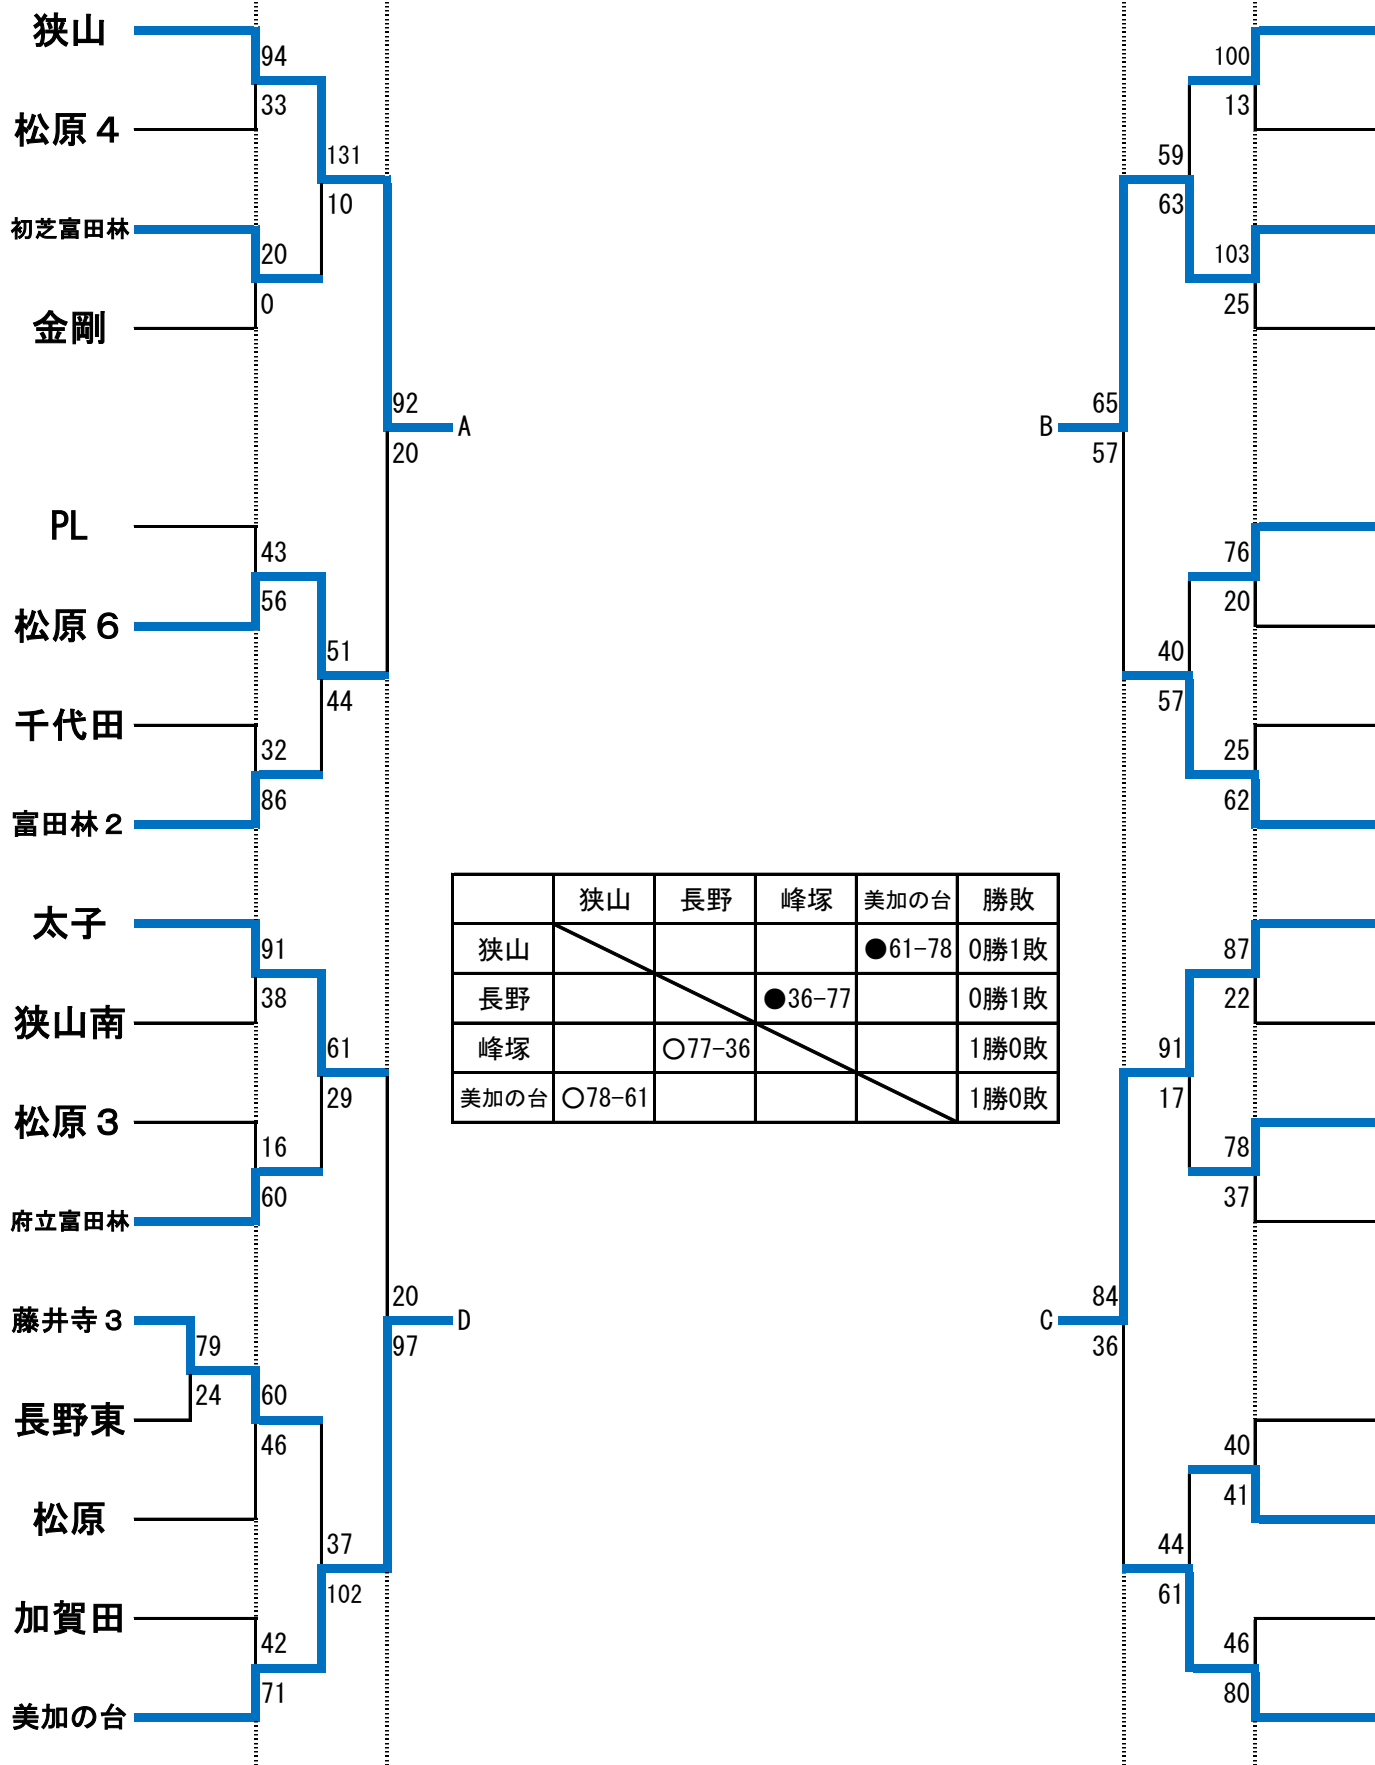 狭山
94
100
33
13
松原４
131
59
10
63
初芝富田林
20
103
0
25
金剛
92
A
B
65
20
57
PL
43
76
56
20
松原６
51
40
44
57
千代田
32
25
86
62
富田林２
狭山 長野 峰塚 美加の台 勝敗
狭山 ●61-78 0勝1敗
長野 ●36-77 0勝1敗
峰塚 ○77-36 1勝0敗
美加の台 ○78-61 1勝0敗
太子
91
87
38
22
狭山南
61
91
29
17
松原３
16
78
60
37
府立富田林
藤井寺３
20
D
C
84
79
97
36
24
60
40
長野東
46
41
松原
37
44
102
61
加賀田
42
46
71
80
美加の台